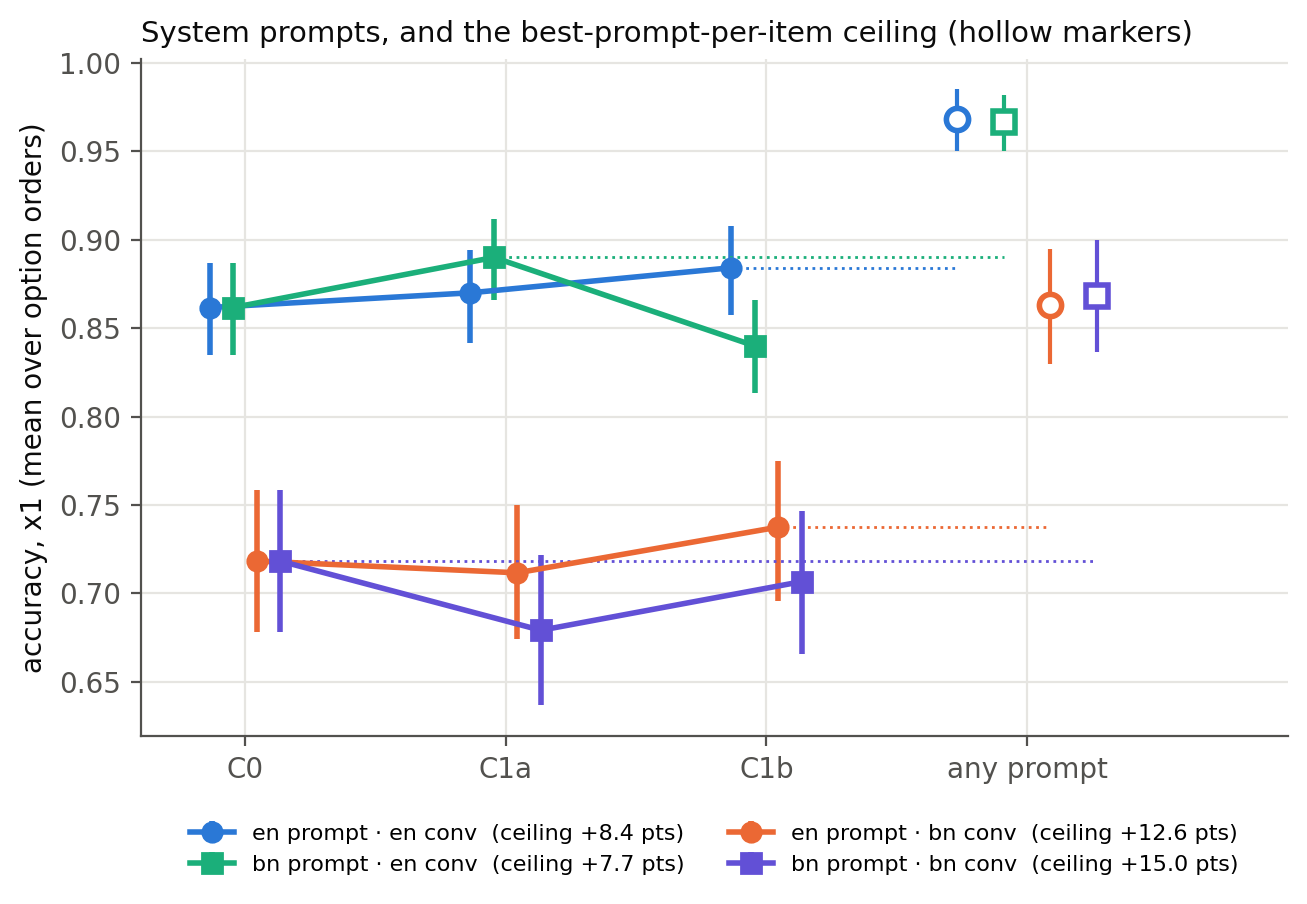 System prompts, and the best-prompt-per-item ceiling (hollow markers)
accuracy, x1 (mean over option orders)
1.00
0.95
0.90
0.85
0.80
0.75
0.70
0.65
C0 C1a C1b any prompt
en prompt · en conv (ceiling +8.4 pts) en prompt · bn conv (ceiling +12.6 pts)
bn prompt · en conv (ceiling +7.7 pts) bn prompt · bn conv (ceiling +15.0 pts)